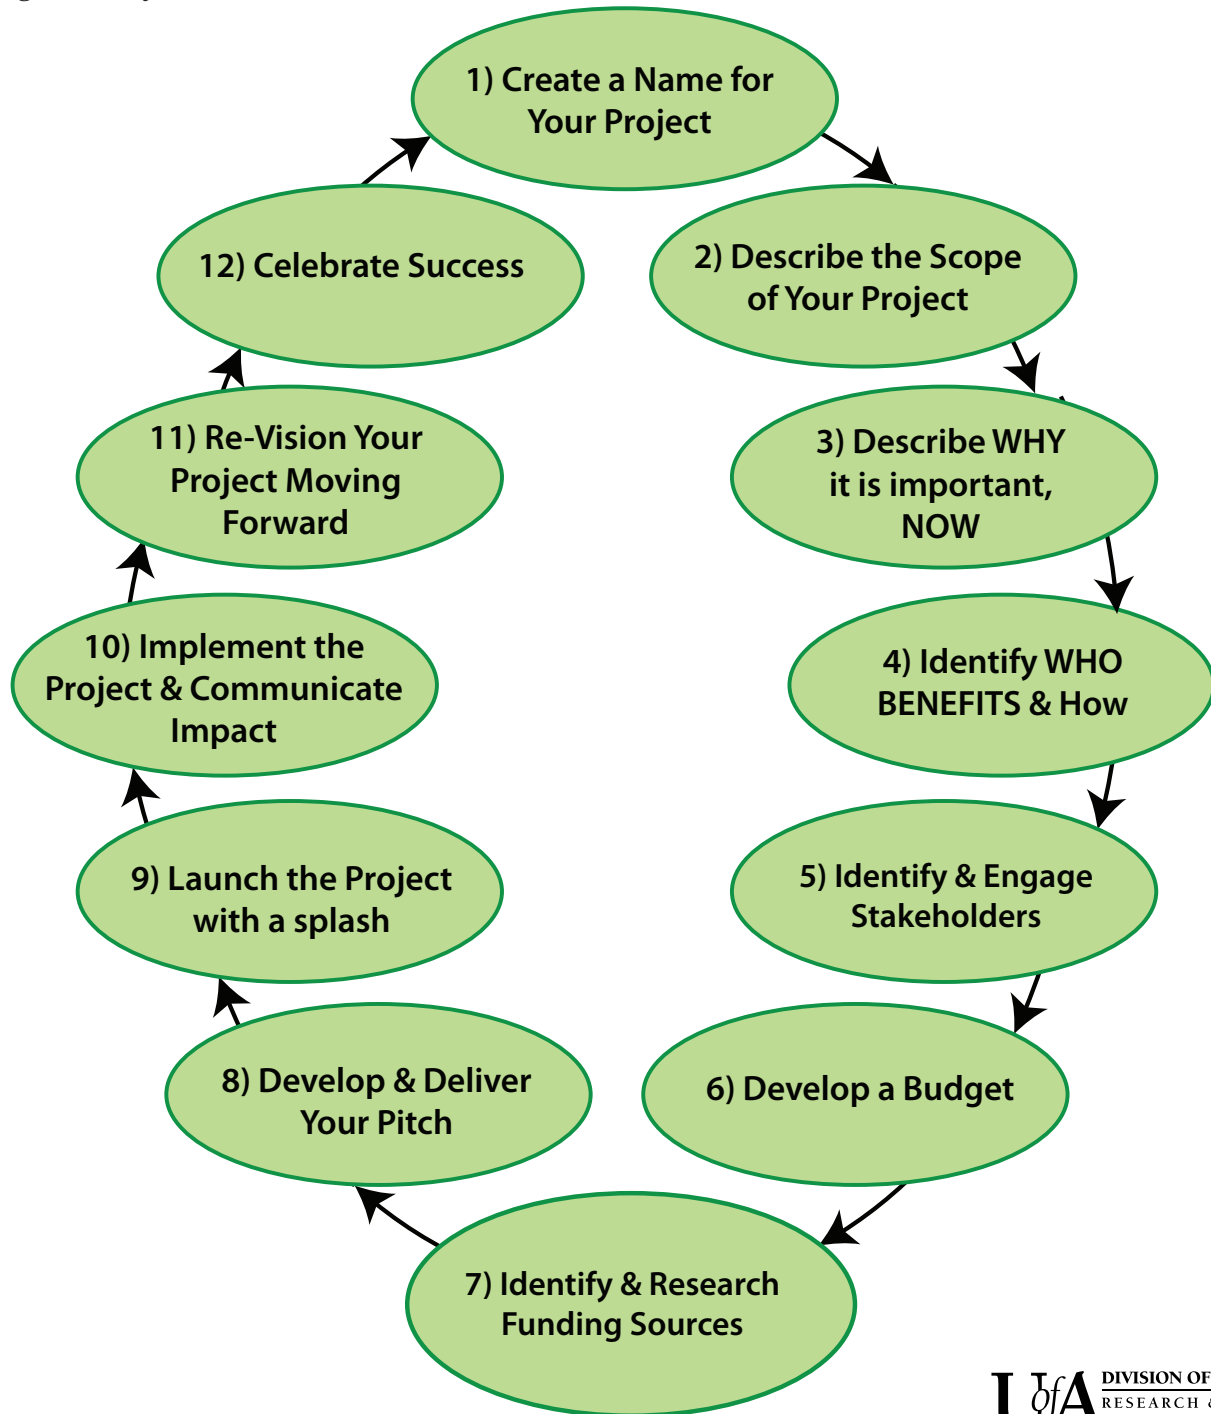 1) Create a Name for
Your Project
2) Describe the Scope
of Your Project
3) Describe WHY
it is important,
NOW
4) Identify WHO
BENEFITS & How
5) Identify & Engage
Stakeholders
6) Develop a Budget
7) Identify & Research
Funding Sources
8) Develop & Deliver
Your Pitch
9) Launch the Project
with a splash
10) Implement the
Project & Communicate
Impact
11) Re-Vision Your
Project Moving
Forward
12) Celebrate Success
UofA DIVISION OF
RESEARCH &